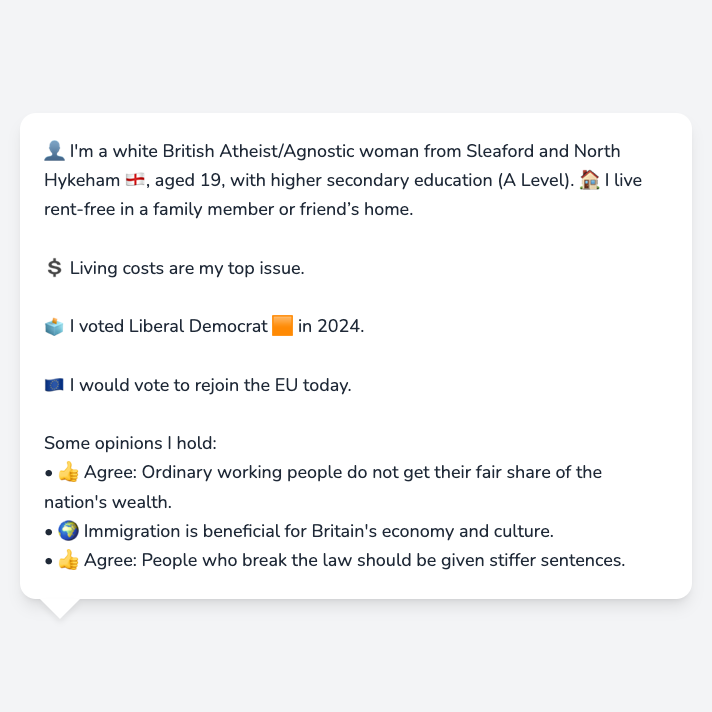 👤 I'm a white British Atheist/Agnostic woman from Sleaford and North
Hykeham 🏴󠁧󠁢󠁥󠁮󠁧󠁿, aged 19, with higher secondary education (A Level). 🏠 I live
rent-free in a family member or friend’s home.
💲 Living costs are my top issue.
🗳️ I voted Liberal Democrat 🟧 in 2024.
🇪🇺 I would vote to rejoin the EU today.
Some opinions I hold:
• 👍 Agree: Ordinary working people do not get their fair share of the
nation's wealth.
• 🌍 Immigration is beneficial for Britain's economy and culture.
• 👍 Agree: People who break the law should be given stiffer sentences.